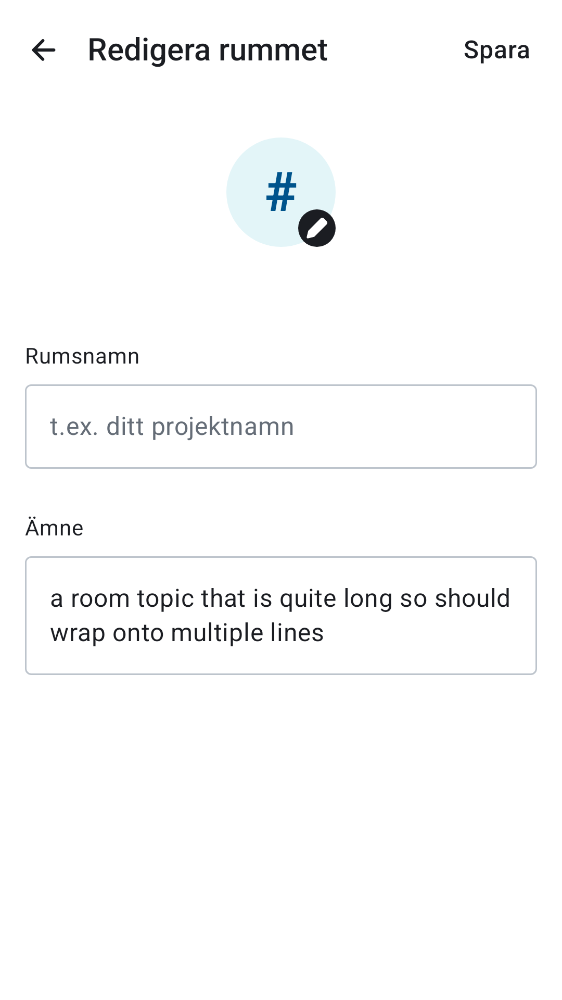 Redigera rummet
Spara
#
Rumsnamn
t.ex. ditt projektnamn
Ämne
a room topic that is quite long so should
wrap onto multiple lines